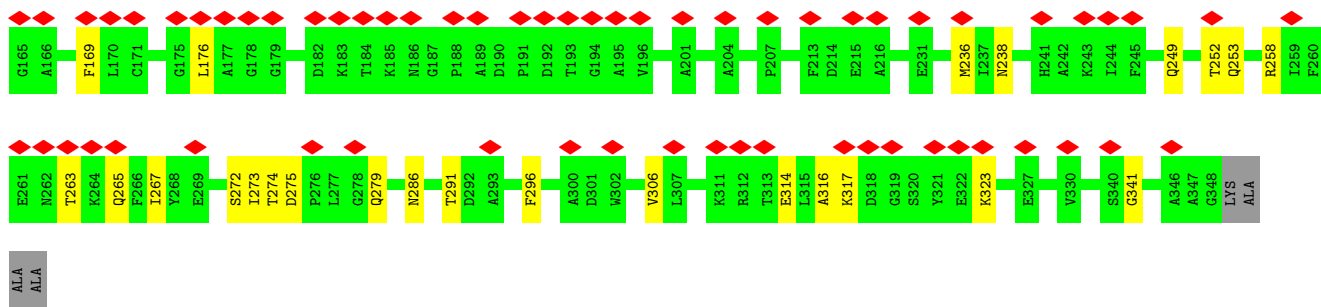 G165 A166 F169 L170 C171 G175 L176 A177 G178 G179 D182 K183 T184 K185 N186 G187 P188 A189 D190 P191 D192 T193 G194 A195 V196 A201 A204 P207 F213 D214 E215 A216 E231 M236 I237 N238 H241 A242 K243 I244 F245 Q249 T252 Q253 R258 I259 F260
E261 N262 T263 K264 Q265 F266 I267 Y268 E269 S272 I273 T274 D275 P276 L277 G278 Q279 N286 T291 D292 A293 F296 A300 D301 W302 V306 L307 K311 R312 T313 E314 L315 A316 K317 D318 G319 S320 Y321 E322 K323 E327 V330 S340 G341 A346 A347 G348 LYS ALA
ALA ALA